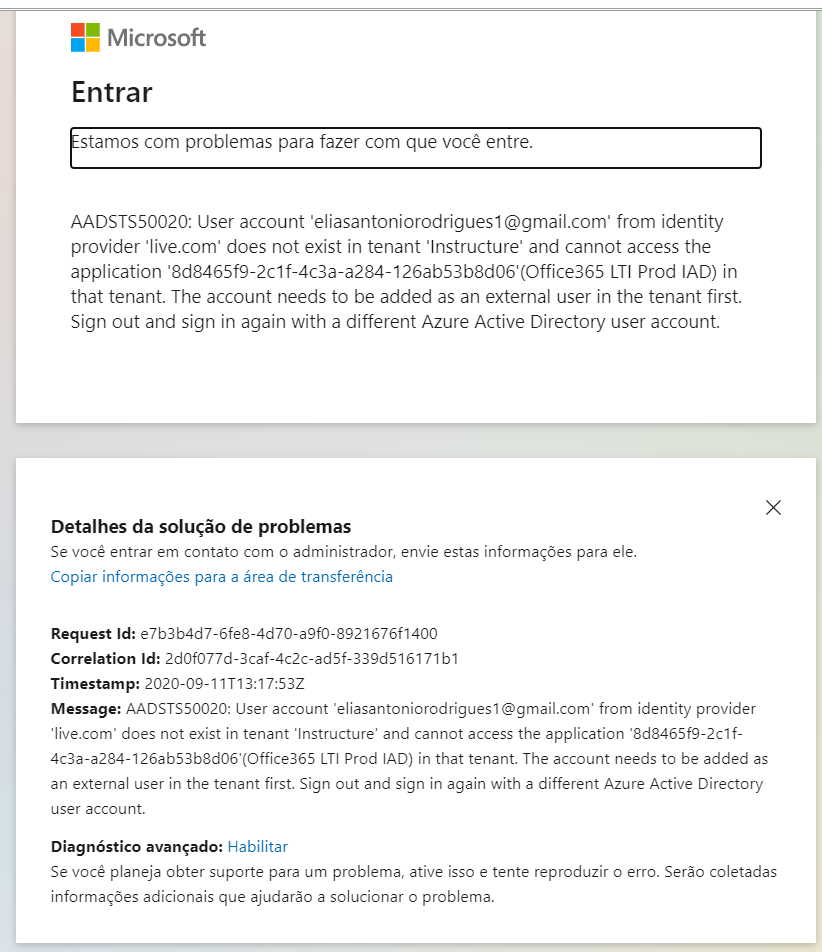 Microsoft
Entrar
Estamos com problemas para fazer com que você entre.
AADSTS50020: User account 'eliasantoniorodrigues1@gmail.com' from identity
provider 'live.com' does not exist in tenant 'Instructure' and cannot access the
application '8d8465f9-2c1f-4c3a-a284-126ab53b8d06'(Office365 LTI Prod IAD) in
that tenant. The account needs to be added as an external user in the tenant first.
Sign out and sign in again with a different Azure Active Directory user account.
Detalhes da solução de problemas
Se você entrar em contato com o administrador, envie estas informações para ele.
Copiar informações para a área de transferência
Request Id: e7b3b4d7-6fe8-4d70-a9f0-8921676f1400
Correlation Id: 2d0f077d-3caf-4c2c-ad5f-339d516171b1
Timestamp: 2020-09-11T13:17:53Z
Message: AADSTS50020: User account 'eliasantoniorodrigues1@gmail.com' from identity provider
'live.com' does not exist in tenant 'Instructure' and cannot access the application '8d8465f9-2c1f-
4c3a-a284-126ab53b8d06'(Office365 LTI Prod IAD) in that tenant. The account needs to be added as
an external user in the tenant first. Sign out and sign in again with a different Azure Active Directory
user account.
Diagnóstico avançado: Habilitar
Se você planeja obter suporte para um problema, ative isso e tente reproduzir o erro. Serão coletadas
informações adicionais que ajudarão a solucionar o problema.